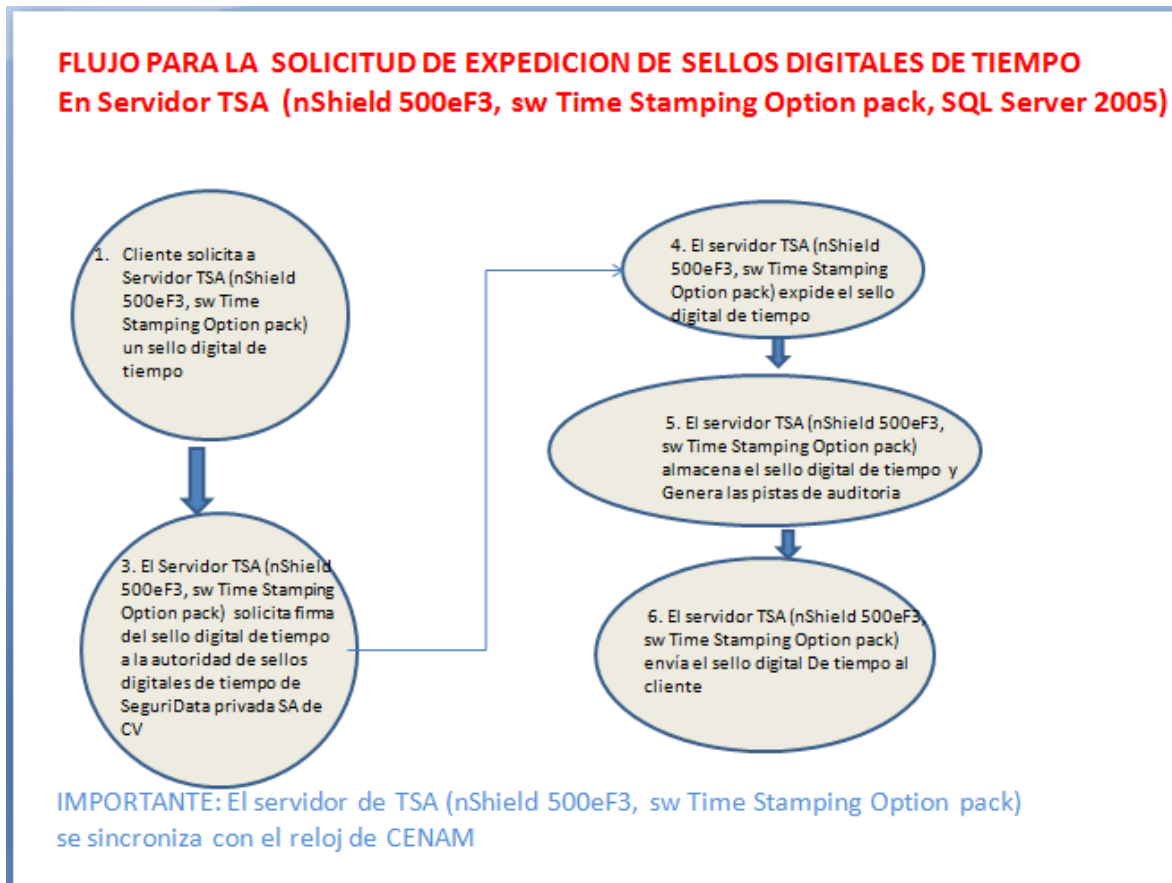 FLUJO PARA LA SOLICITUD DE EXPEDICION DE SELLOS DIGITALES DE TIEMPO
En Servidor TSA (nShield 500eF3, sw Time Stamping Option pack, SQL Server 2005)
1. Cliente solicita a
Servidor TSA (nShield
500eF3, sw Time
Stamping Option pack)
un sello digital de
tiempo
3. El Servidor TSA (nShield
500eF3, sw Time Stamping
Option pack) solicita firma
del sello digital de tiempo
a la autoridad de sellos
digitales de tiempo de
SeguriData privada SA de
CV
4. El servidor TSA (nShield
500eF3, sw Time Stamping
Option pack) expide el sello
digital de tiempo
5. El servidor TSA (nShield 500eF3,
sw Time Stamping Option pack)
almacena el sello digital de tiempo y
Genera las pistas de auditoria
6. El servidor TSA (nShield 500eF3,
sw Time Stamping Option pack)
envía el sello digital De tiempo al
cliente
IMPORTANTE: El servidor de TSA (nShield 500eF3, sw Time Stamping Option pack)
se sincroniza con el reloj de CENAM